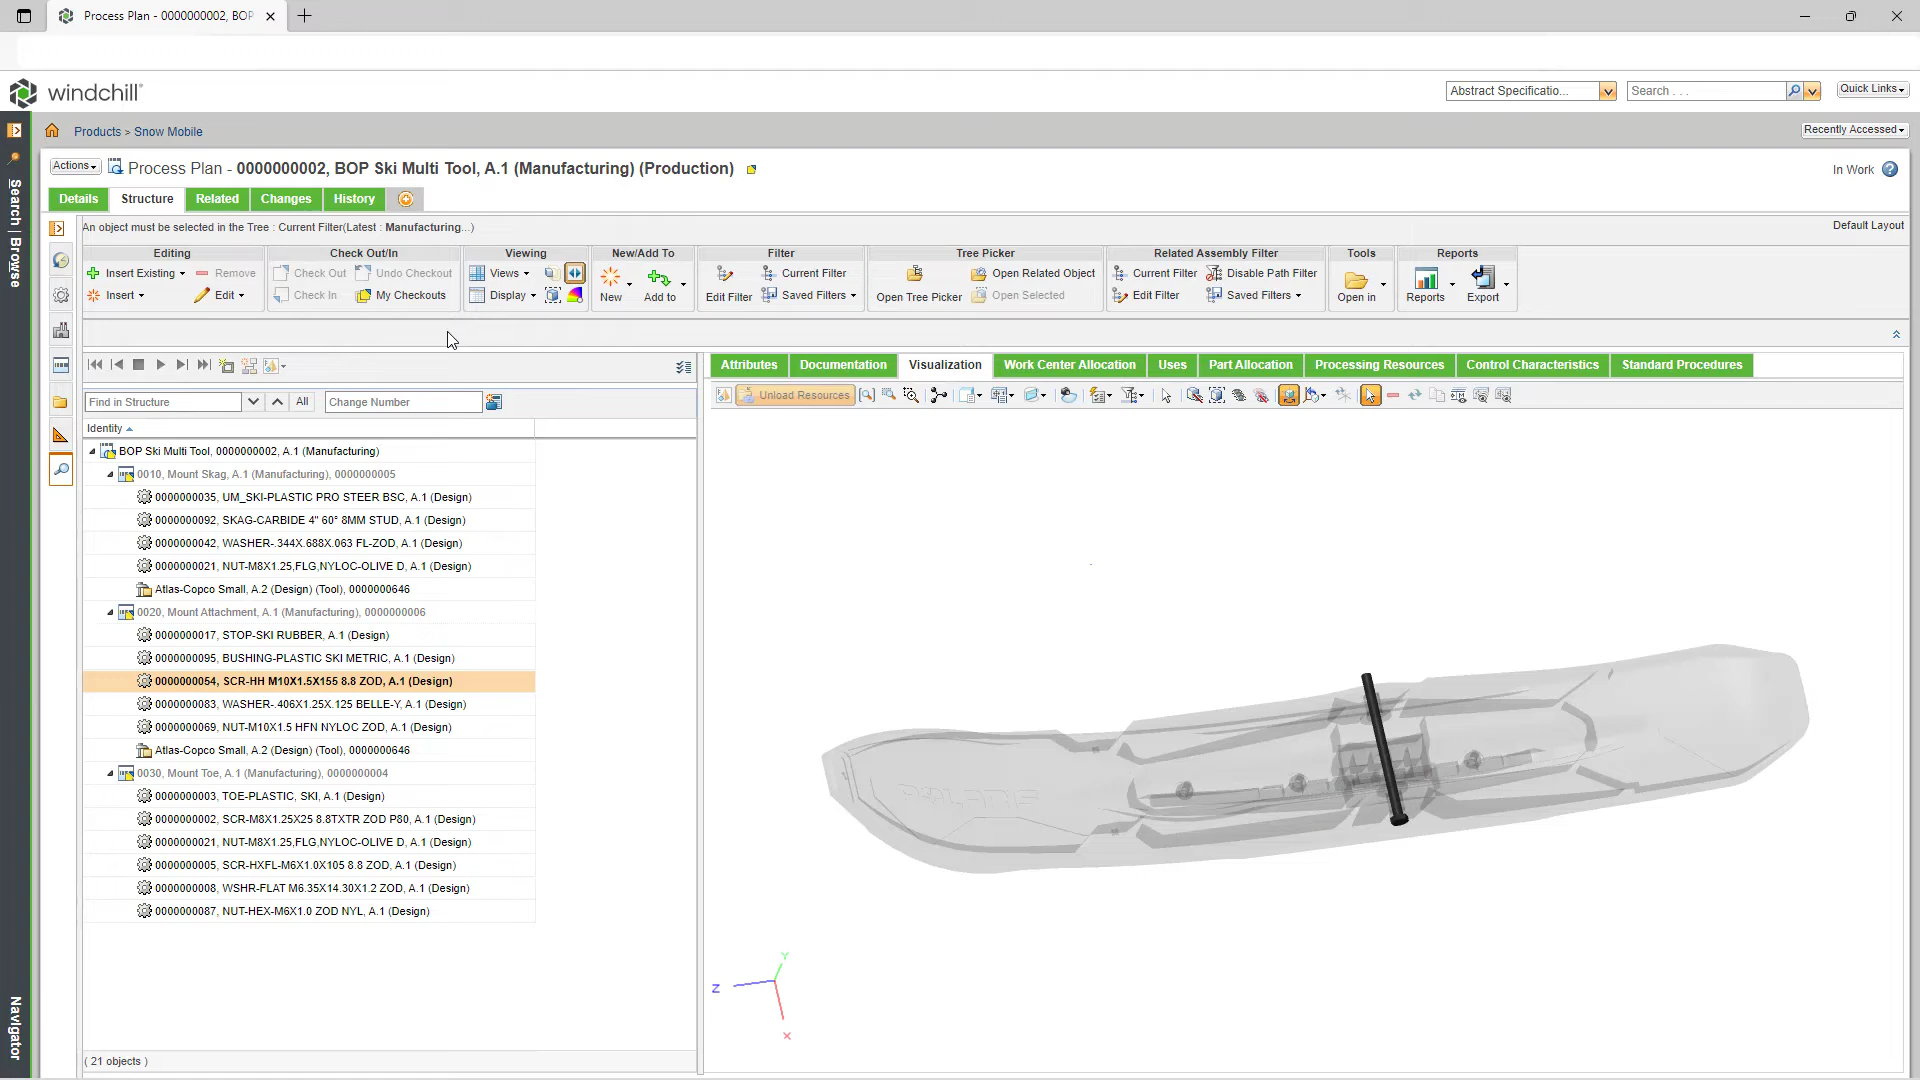 Process Plan - 0000000002, BOP
windchill
Abstract Specificatio...
Search . . .
Quick Links
Products > Snow Mobile
Recently Accessed
Actions
Process Plan - 0000000002, BOP Ski Multi Tool, A.1 (Manufacturing) (Production)
In Work
Details
Structure
Related
Changes
History
Search | Browse
Navigator
An object must be selected in the Tree : Current Filter(Latest : Manufacturing...)
Default Layout
Editing
Check Out/In
Viewing
New/Add To
Filter
Tree Picker
Related Assembly Filter
Tools
Reports
Insert Existing
Remove
Check Out
Undo Checkout
Views
Current Filter
Open Related Object
Current Filter
Disable Path Filter
Insert
Edit
Check In
My Checkouts
Display
New
Add to
Edit Filter
Saved Filters
Open Tree Picker
Open Selected
Edit Filter
Saved Filters
Open in
Reports
Export
Attributes
Documentation
Visualization
Work Center Allocation
Uses
Part Allocation
Processing Resources
Control Characteristics
Standard Procedures
Unload Resources
Find in Structure
All
Change Number
Identity
BOP Ski Multi Tool, 0000000002, A.1 (Manufacturing)
0010, Mount Skag, A.1 (Manufacturing), 0000000005
0000000035, UM_SKI-PLASTIC PRO STEER BSC, A.1 (Design)
0000000092, SKAG-CARBIDE 4" 60° 8MM STUD, A.1 (Design)
0000000042, WASHER-.344X.688X.063 FL-ZOD, A.1 (Design)
0000000021, NUT-M8X1.25,FLG,NYLOC-OLIVE D, A.1 (Design)
Atlas-Copco Small, A.2 (Design) (Tool), 0000000646
0020, Mount Attachment, A.1 (Manufacturing), 0000000006
0000000017, STOP-SKI RUBBER, A.1 (Design)
0000000095, BUSHING-PLASTIC SKI METRIC, A.1 (Design)
0000000054, SCR-HH M10X1.5X155 8.8 ZOD, A.1 (Design)
0000000083, WASHER-.406X1.25X.125 BELLE-Y, A.1 (Design)
0000000069, NUT-M10X1.5 HFN NYLOC ZOD, A.1 (Design)
Atlas-Copco Small, A.2 (Design) (Tool), 0000000646
0030, Mount Toe, A.1 (Manufacturing), 0000000004
0000000003, TOE-PLASTIC, SKI, A.1 (Design)
0000000002, SCR-M8X1.25X25 8.8TXTR ZOD P80, A.1 (Design)
0000000021, NUT-M8X1.25,FLG,NYLOC-OLIVE D, A.1 (Design)
0000000005, SCR-HXFL-M6X1.0X105 8.8 ZOD, A.1 (Design)
0000000008, WSHR-FLAT M6.35X14.30X1.2 ZOD, A.1 (Design)
0000000087, NUT-HEX-M6X1.0 ZOD NYL, A.1 (Design)
POLARIS
Y
Z
X
( 21 objects )